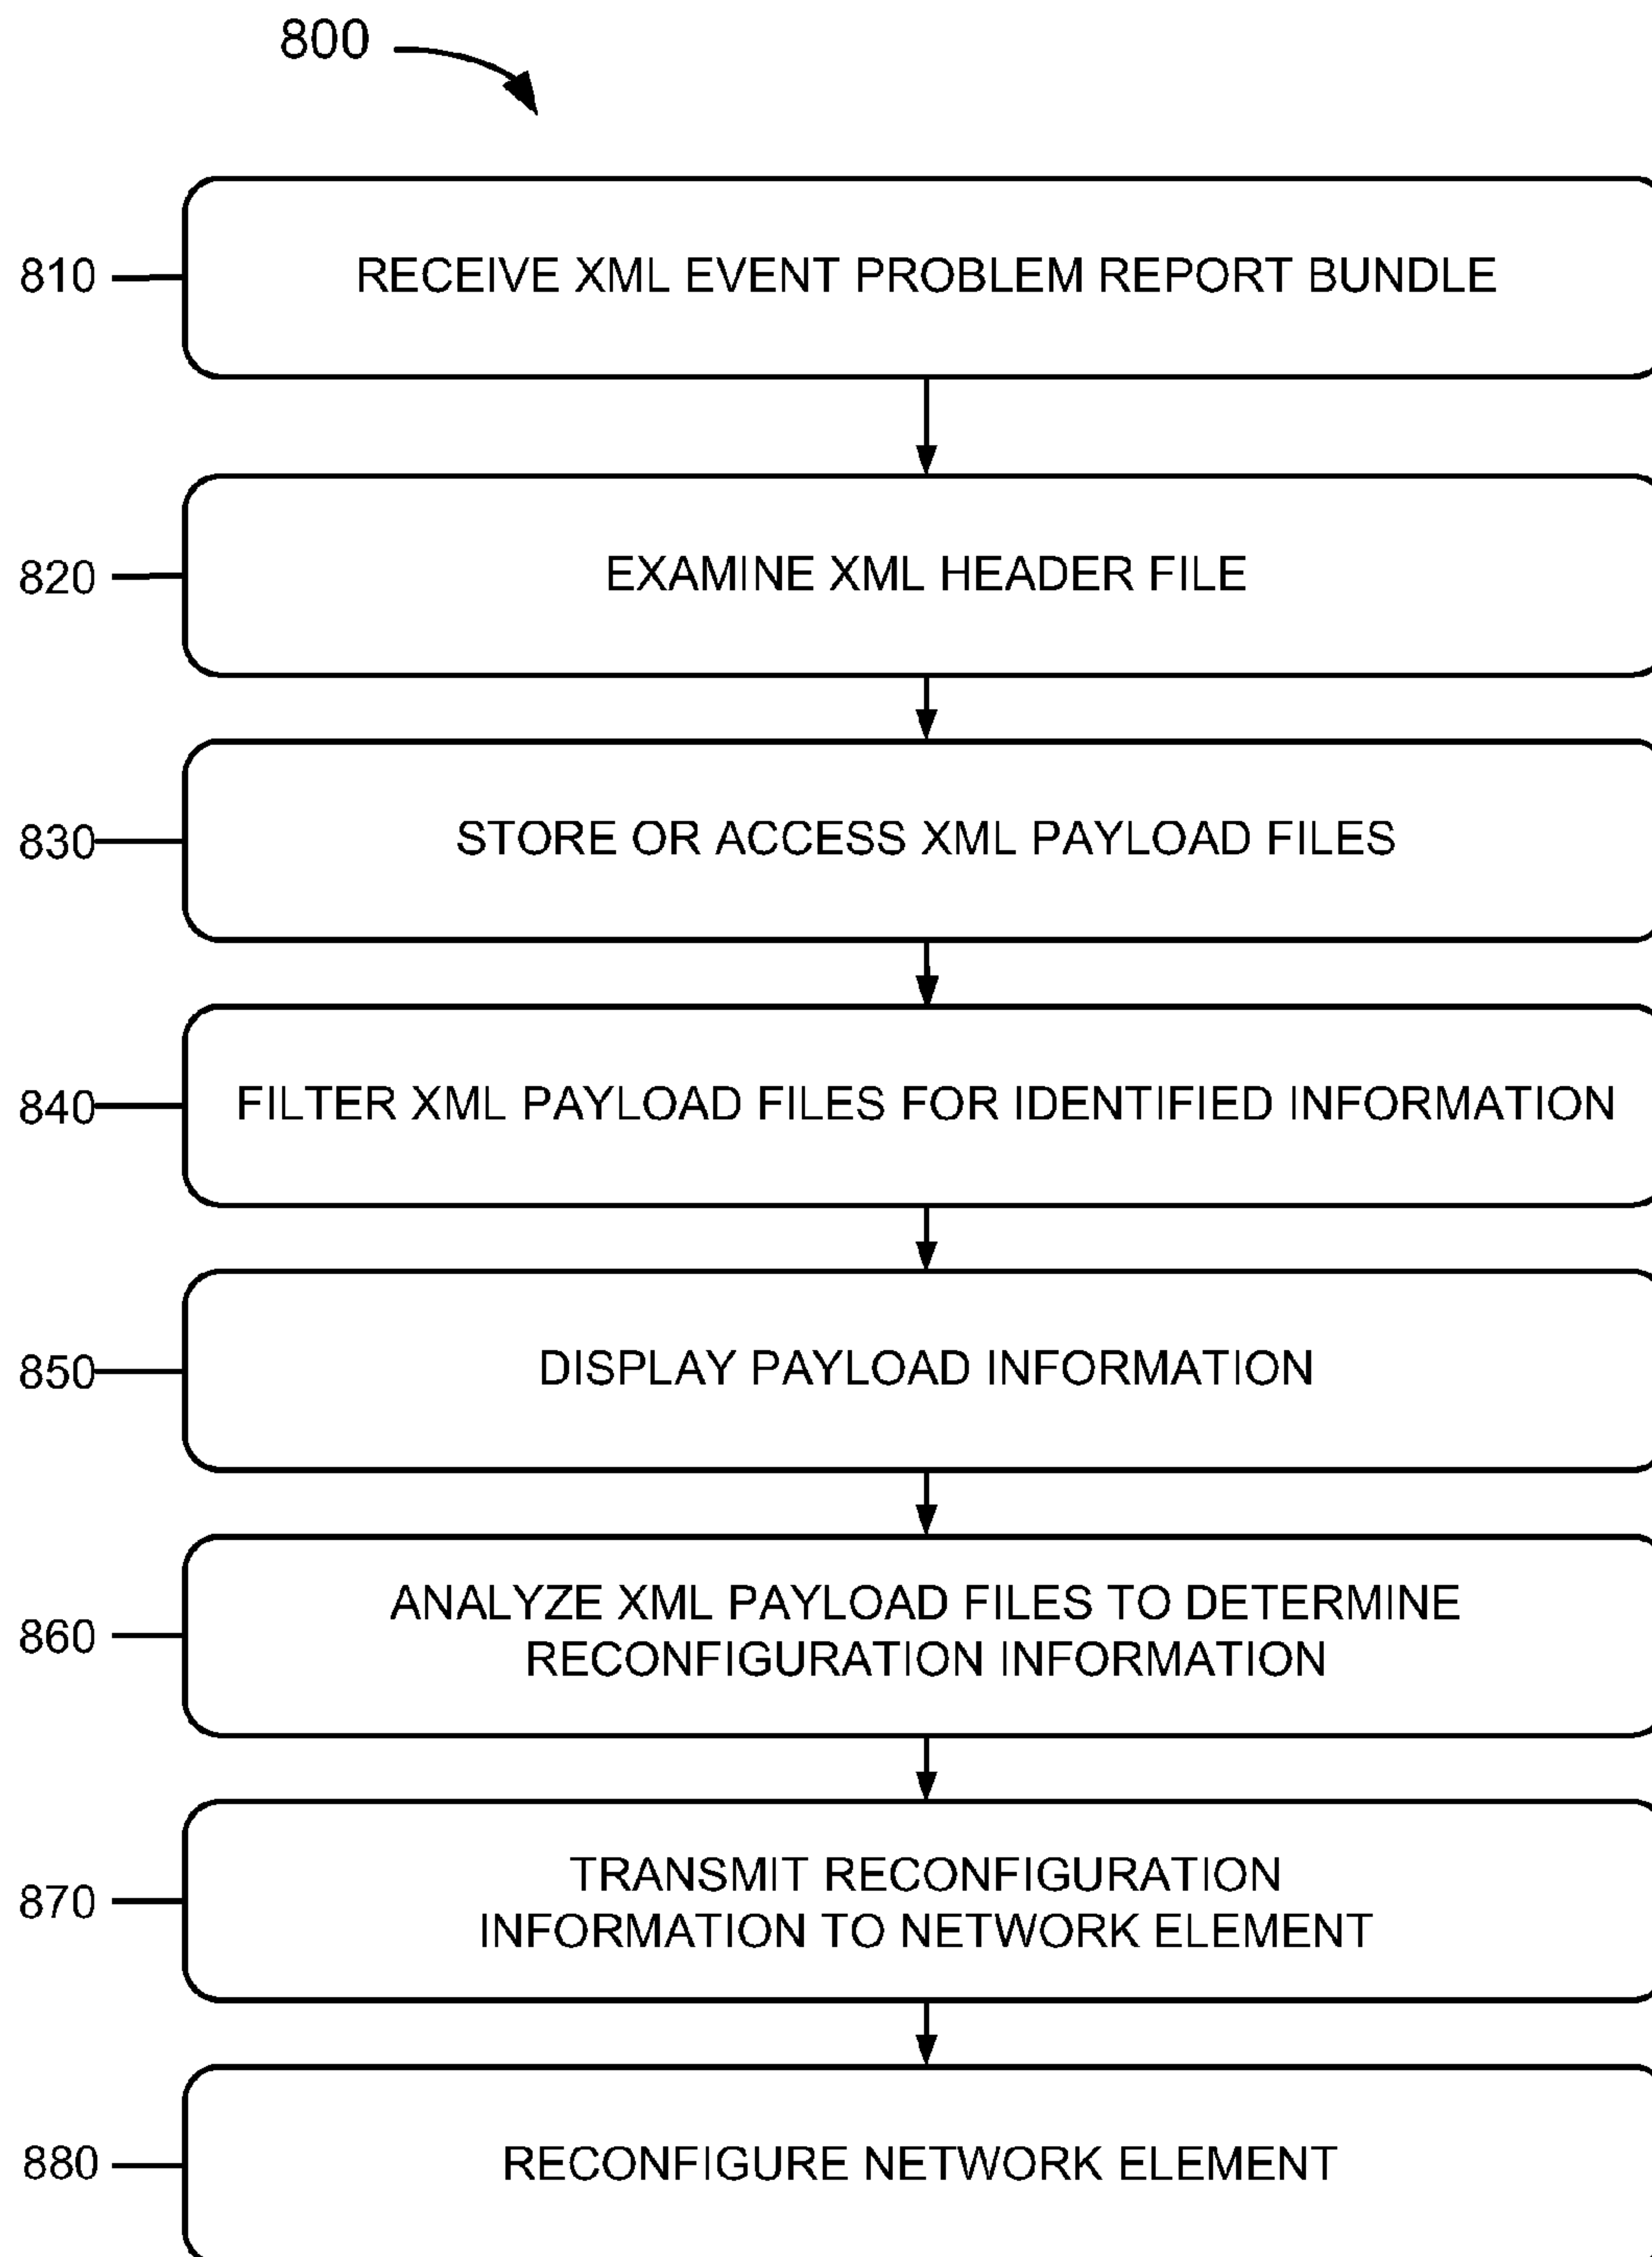 800
810
RECEIVE XML EVENT PROBLEM REPORT BUNDLE
820
EXAMINE XML HEADER FILE
830
STORE OR ACCESS XML PAYLOAD FILES
840
FILTER XML PAYLOAD FILES FOR IDENTIFIED INFORMATION
850
DISPLAY PAYLOAD INFORMATION
860
ANALYZE XML PAYLOAD FILES TO DETERMINE
RECONFIGURATION INFORMATION
870
TRANSMIT RECONFIGURATION
INFORMATION TO NETWORK ELEMENT
880
RECONFIGURE NETWORK ELEMENT